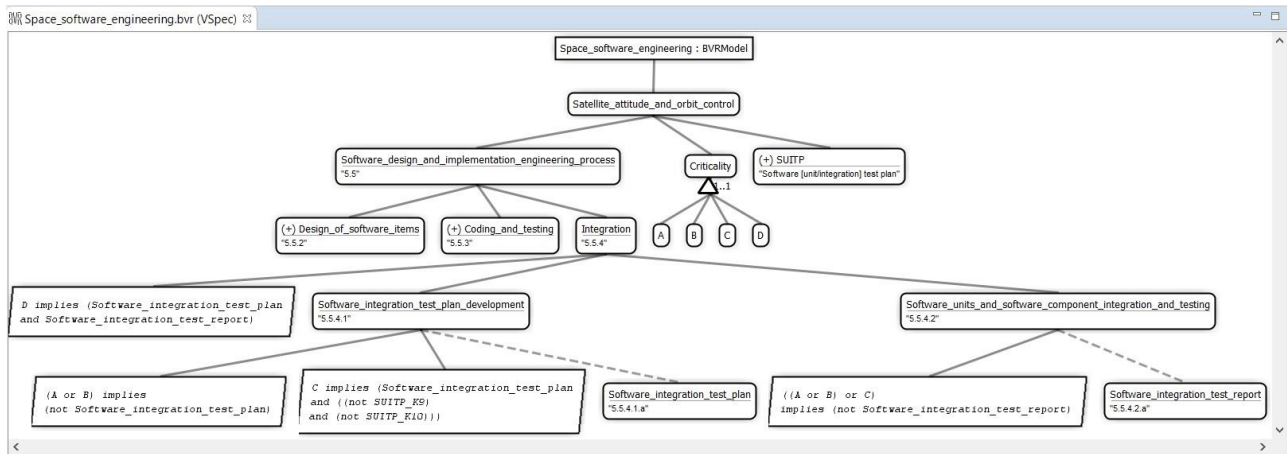 Space_software_engineering.bvr (VSpec)
Space_software_engineering : BVRModel
Satellite_attitude_and_orbit_control
Software_design_and_implementation_engineering_process
"5.5"
Criticality
1..1
(+) SUITP
"Software [unit/integration] test plan"
(+) Design_of_software_items
"5.5.2"
(+) Coding_and_testing
"5.5.3"
Integration
"5.5.4"
A
B
C
D
D implies (Software_integration_test_plan
and Software_integration_test_report)
Software_integration_test_plan_development
"5.5.4.1"
Software_units_and_software_component_integration_and_testing
"5.5.4.2"
(A or B) implies
(not Software_integration_test_plan)
C implies (Software_integration_test_plan
and ((not SUITP_K9)
and (not SUITP_K10)))
Software_integration_test_plan
"5.5.4.1.a"
((A or B) or C)
implies (not Software_integration_test_report)
Software_integration_test_report
"5.5.4.2.a"